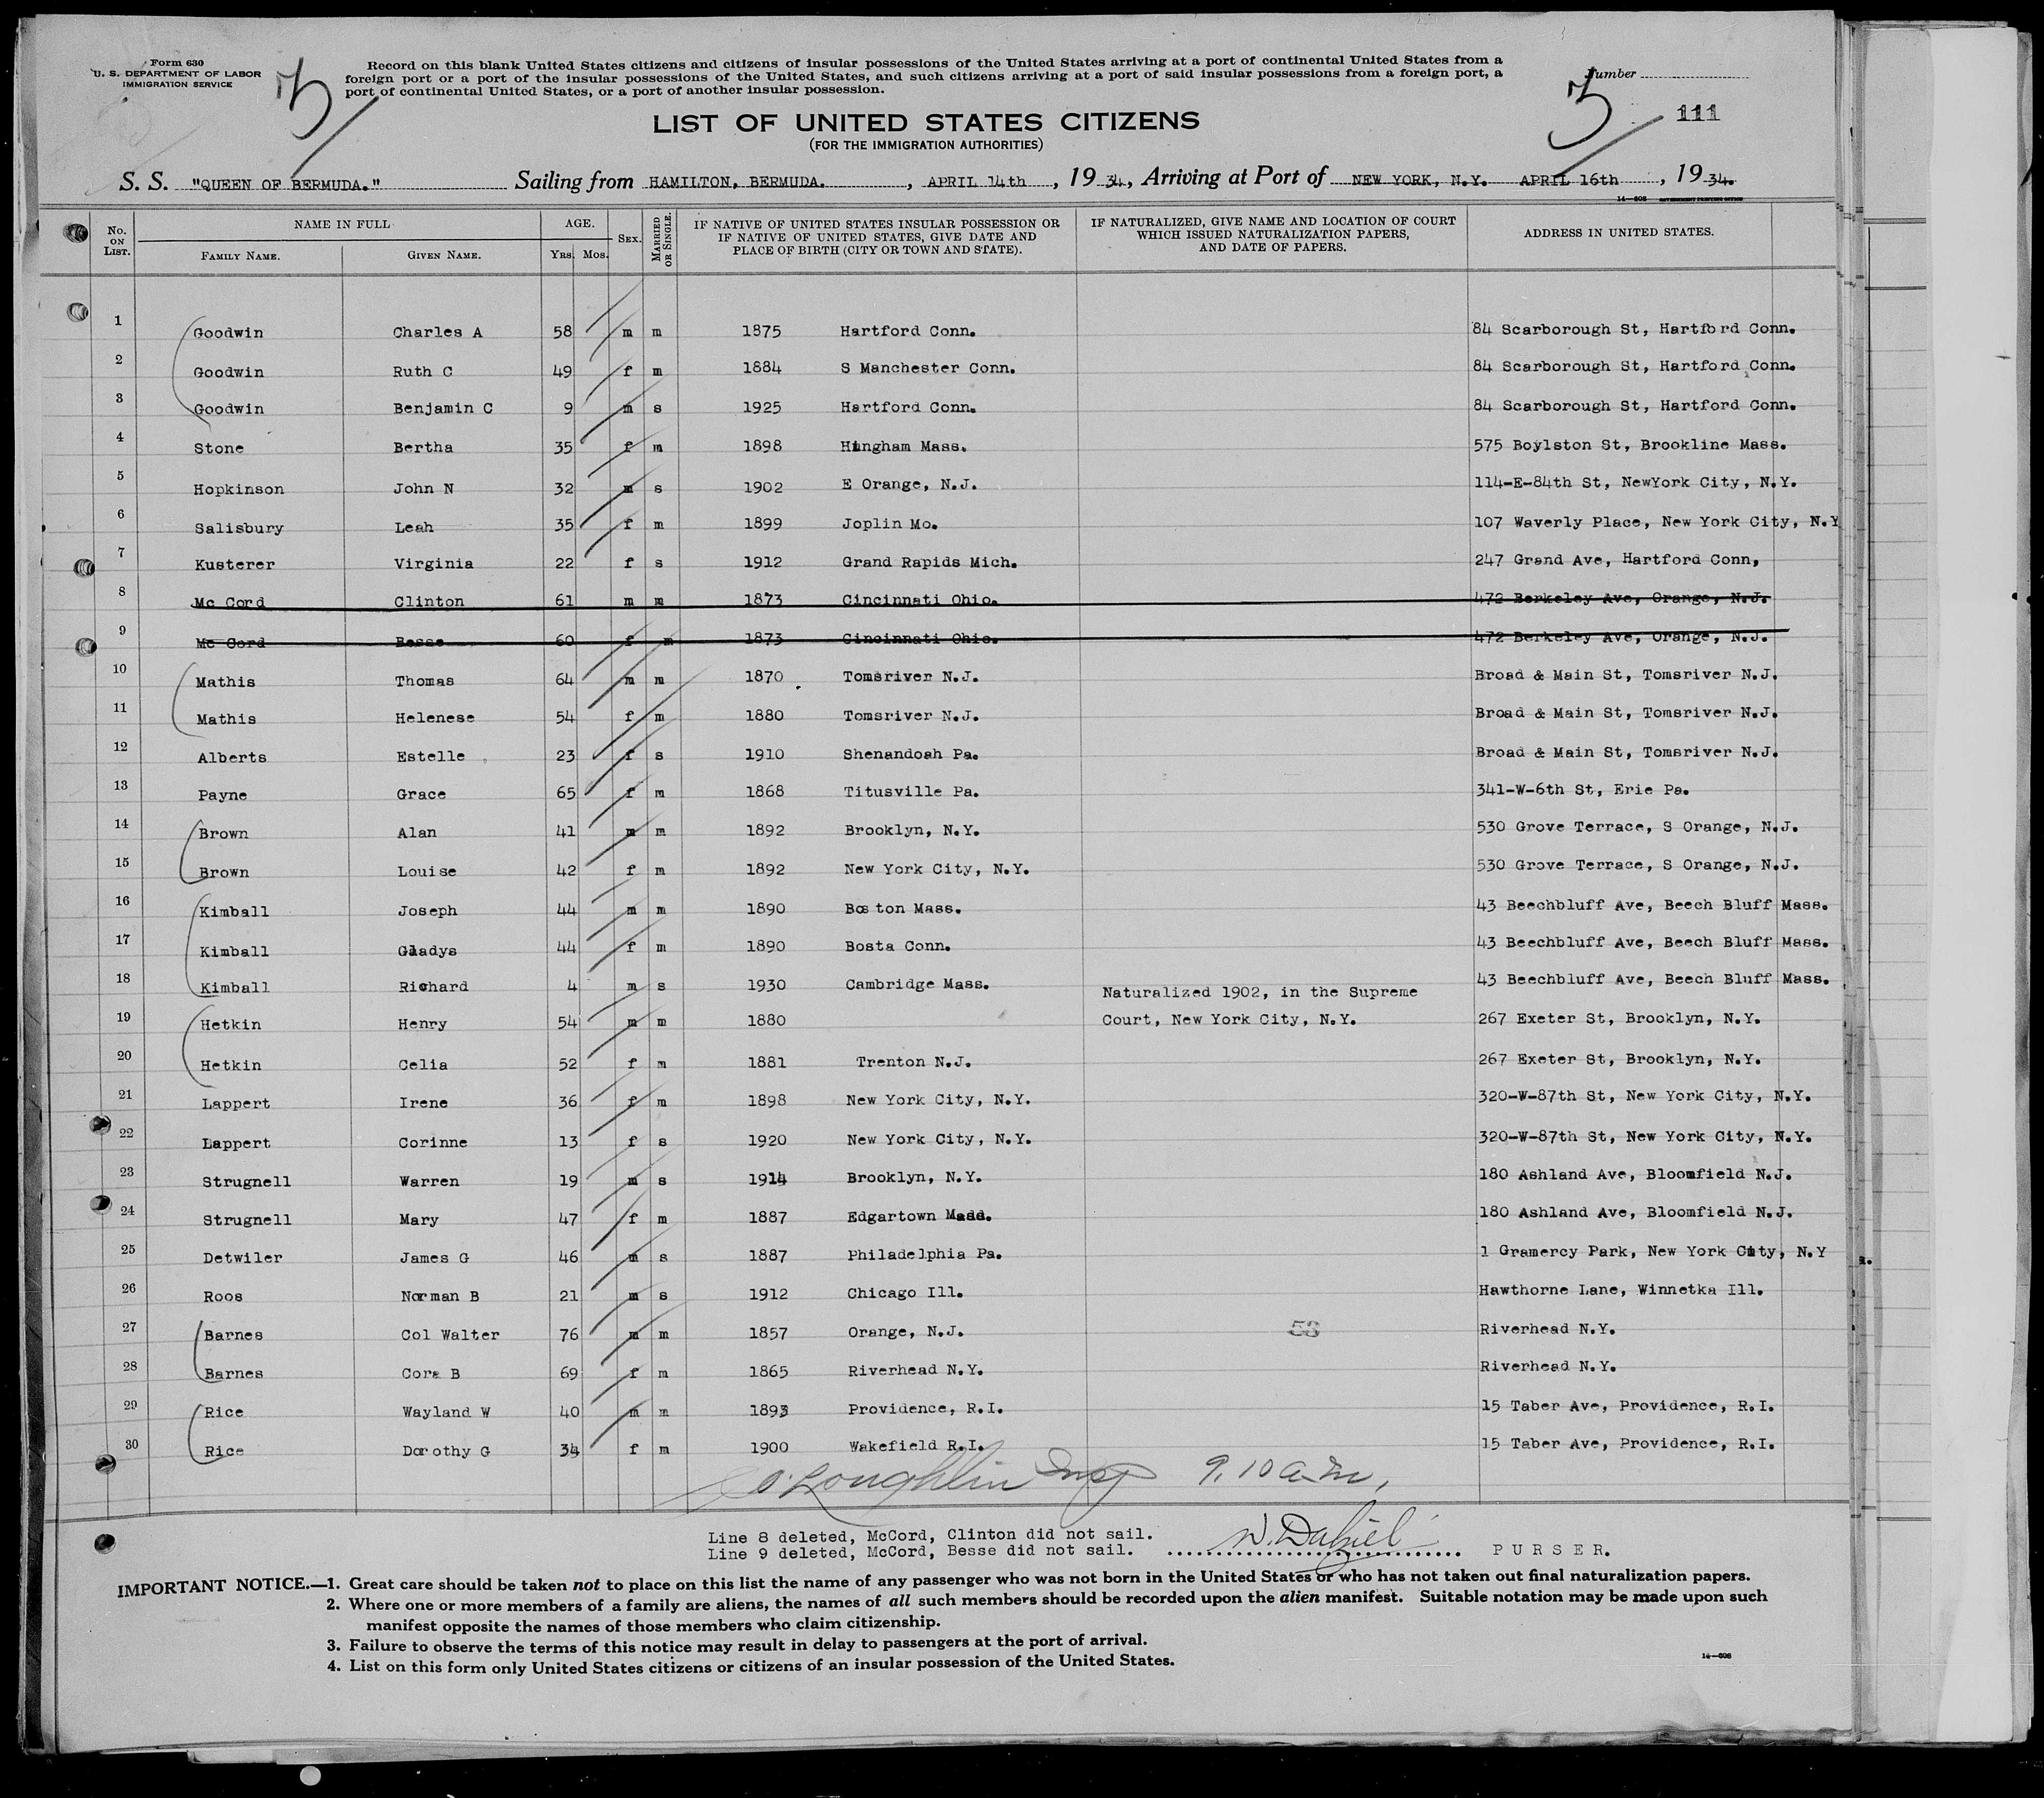 Form 630
U. S. DEPARTMENT OF LABOR
IMMIGRATION SERVICE
3
Record on this blank United States citizens and citizens of insular possessions of the United States arriving at a port of continental United States from a
foreign port or a port of the insular possessions of the United States, and such citizens arriving at a port of said insular possessions from a foreign port, a
port of continental United States, or a port of another insular possession.
Number
3
111
LIST OF UNITED STATES CITIZENS
(FOR THE IMMIGRATION AUTHORITIES)
S. S. "QUEEN OF BERMUDA." Sailing from HAMILTON, BERMUDA. , APRIL 14th , 19 34, Arriving at Port of NEW YORK, N.Y. APRIL 16th , 19 34.
14—608 GOVERNMENT PRINTING OFFICE
No. ON LIST. NAME IN FULL FAMILY NAME. GIVEN NAME. AGE. YRS. MOS. SEX. MARRIED OR SINGLE. IF NATIVE OF UNITED STATES INSULAR POSSESSION OR IF NATIVE OF UNITED STATES, GIVE DATE AND PLACE OF BIRTH (CITY OR TOWN AND STATE). IF NATURALIZED, GIVE NAME AND LOCATION OF COURT WHICH ISSUED NATURALIZATION PAPERS, AND DATE OF PAPERS. ADDRESS IN UNITED STATES.
1 Goodwin Charles A 58 m m 1875 Hartford Conn. 84 Scarborough St, Hartford Conn.
2 Goodwin Ruth C 49 f m 1884 S Manchester Conn. 84 Scarborough St, Hartford Conn.
3 Goodwin Benjamin C 9 m s 1925 Hartford Conn. 84 Scarborough St, Hartford Conn.
4 Stone Bertha 35 f m 1898 Hingham Mass. 575 Boylston St, Brookline Mass.
5 Hopkinson John N 32 m s 1902 E Orange, N.J. 114-E-84th St, NewYork City, N.Y.
6 Salisbury Leah 35 f m 1899 Joplin Mo. 107 Waverly Place, New York City, N.Y
7 Kusterer Virginia 22 f s 1912 Grand Rapids Mich. 247 Grand Ave, Hartford Conn,
8 Mc Cord Clinton 61 m m 1873 Cincinnati Ohio. 472 Berkeley Ave, Orange, N.J.
9 Mc Cord Besse 60 f m 1873 Cincinnati Ohio. 472 Berkeley Ave, Orange, N.J.
10 Mathis Thomas 64 m m 1870 Tomsriver N.J. Broad & Main St, Tomsriver N.J.
11 Mathis Helenese 54 f m 1880 Tomsriver N.J. Broad & Main St, Tomsriver N.J.
12 Alberts Estelle 23 f s 1910 Shenandoah Pa. Broad & Main St, Tomsriver N.J.
13 Payne Grace 65 f m 1868 Titusville Pa. 341-W-6th St, Erie Pa.
14 Brown Alan 41 m m 1892 Brooklyn, N.Y. 530 Grove Terrace, S Orange, N.J.
15 Brown Louise 42 f m 1892 New York City, N.Y. 530 Grove Terrace, S Orange, N.J.
16 Kimball Joseph 44 m m 1890 Boston Mass. 43 Beechbluff Ave, Beech Bluff Mass.
17 Kimball Gladys 44 f m 1890 Bosta Conn. 43 Beechbluff Ave, Beech Bluff Mass.
18 Kimball Richard 4 m s 1930 Cambridge Mass. 43 Beechbluff Ave, Beech Bluff Mass.
Naturalized 1902, in the Supreme
19 Hetkin Henry 54 m m 1880 Court, New York City, N.Y. 267 Exeter St, Brooklyn, N.Y.
20 Hetkin Celia 52 f m 1881 Trenton N.J. 267 Exeter St, Brooklyn, N.Y.
21 Lappert Irene 36 f m 1898 New York City, N.Y. 320-W-87th St, New York City, N.Y.
22 Lappert Corinne 13 f s 1920 New York City, N.Y. 320-W-87th St, New York City, N.Y.
23 Strugnell Warren 19 m s 1914 Brooklyn, N.Y. 180 Ashland Ave, Bloomfield N.J.
24 Strugnell Mary 47 f m 1887 Edgartown 180 Ashland Ave, Bloomfield N.J.
25 Detwiler James G 46 m s 1887 Philadelphia Pa. 1 Gramercy Park, New York City, N.Y
26 Roos Norman B 21 m s 1912 Chicago Ill. Hawthorne Lane, Winnetka Ill.
27 Barnes Col Walter 76 m m 1857 Orange, N.J. 53 Riverhead N.Y.
28 Barnes Cora B 69 f m 1865 Riverhead N.Y. Riverhead N.Y.
29 Rice Wayland W 40 m m 1893 Providence, R.I. 15 Taber Ave, Providence, R.I.
30 Rice Dorothy G 34 f m 1900 Wakefield R.I. 15 Taber Ave, Providence, R.I.
O'Loughlin Insp 9.10 a.m,
Line 8 deleted, McCord, Clinton did not sail.
Line 9 deleted, McCord, Besse did not sail. PURSER.
IMPORTANT NOTICE.—1. Great care should be taken not to place on this list the name of any passenger who was not born in the United States or who has not taken out final naturalization papers.
2. Where one or more members of a family are aliens, the names of all such members should be recorded upon the alien manifest. Suitable notation may be made upon such
manifest opposite the names of those members who claim citizenship.
3. Failure to observe the terms of this notice may result in delay to passengers at the port of arrival.
4. List on this form only United States citizens or citizens of an insular possession of the United States.
14—608